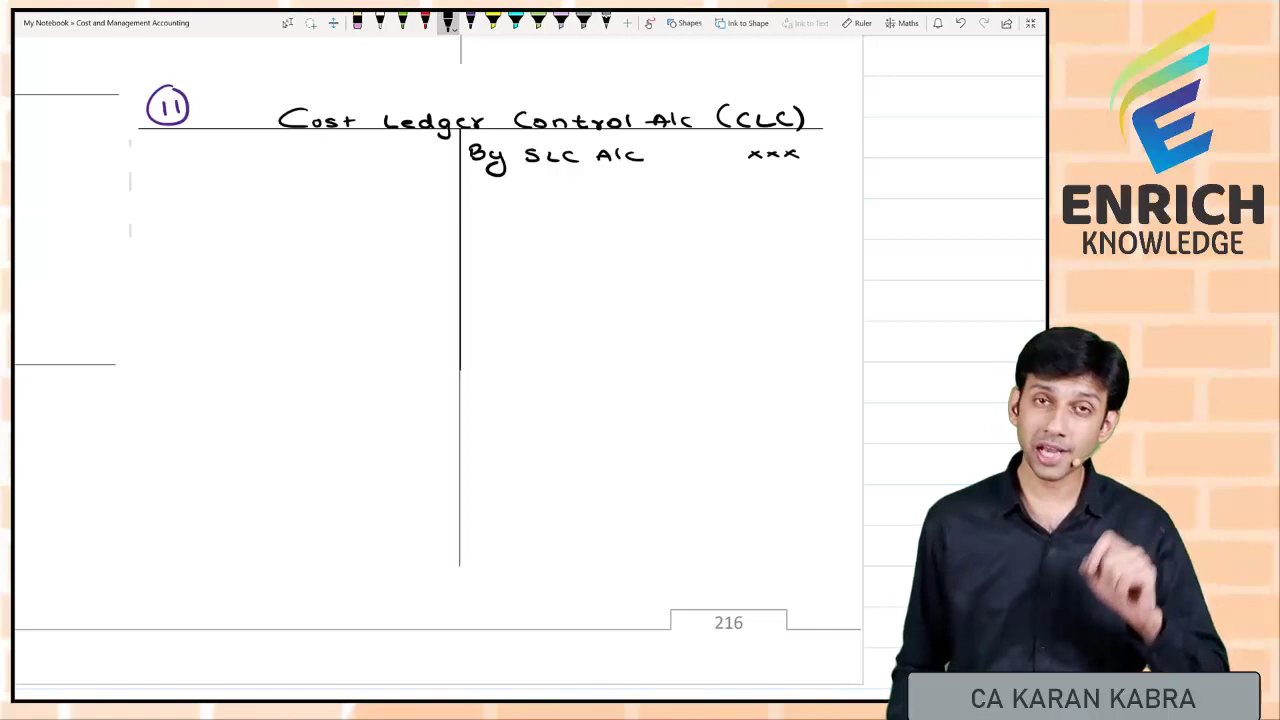 My Notebook » Cost and Management Accounting
Shapes
Ink to Shape
Ink to Text
Ruler
Maths
11
Cost Ledger Control A/c (CLC)
By SLC A/C xxx
216
ENRICH
KNOWLEDGE
CA KARAN KABRA